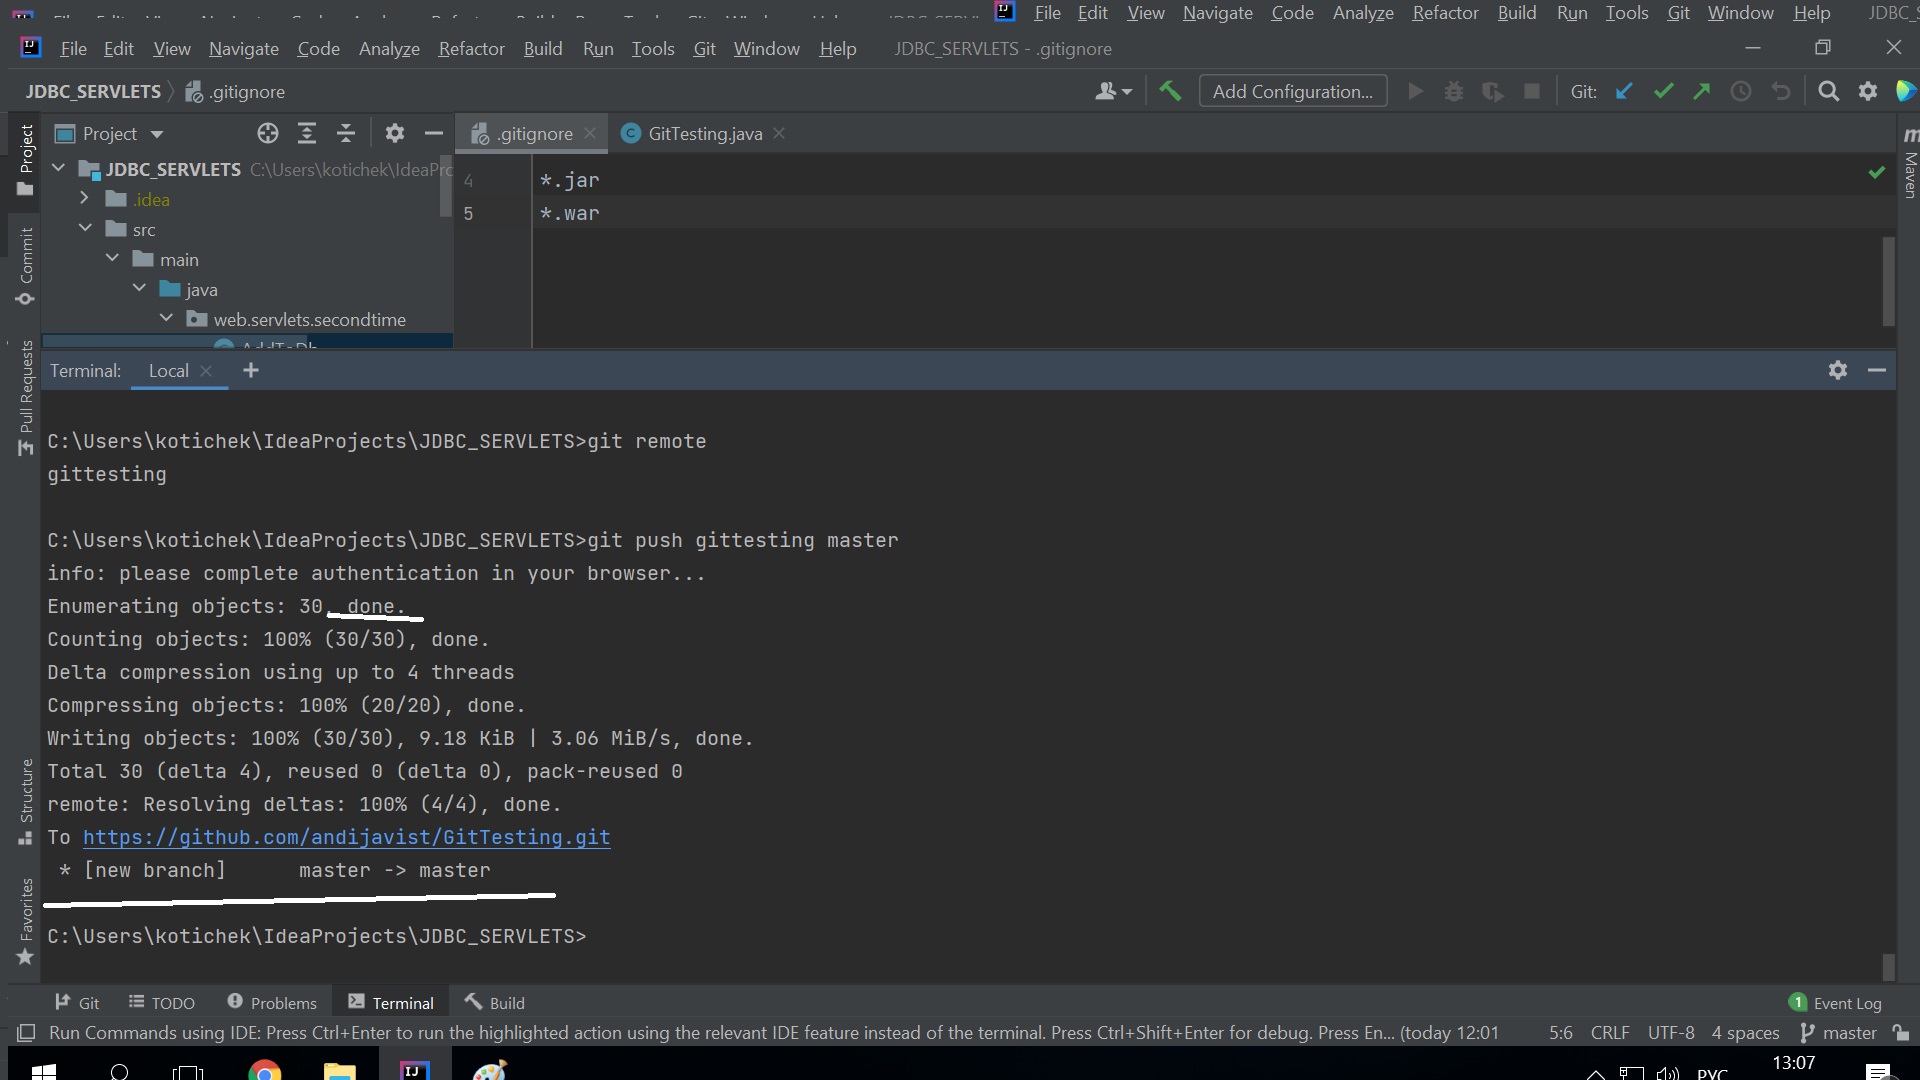 File Edit View Navigate Code Analyze Refactor Build Run Tools Git Window Help
File Edit View Navigate Code Analyze Refactor Build Run Tools Git Window Help JDBC_SERVLETS - .gitignore
JDBC_SERVLETS .gitignore Add Configuration... Git:
Project .gitignore GitTesting.java
JDBC_SERVLETS C:\Users\kotichek\IdeaPr
.idea
src
main
java
web.servlets.secondtime
AddToDb
4 *.jar
5 *.war
Project
Commit
Pull Requests
Structure
Favorites
Maven
Terminal: Local
C:\Users\kotichek\IdeaProjects\JDBC_SERVLETS>git remote
gittesting
C:\Users\kotichek\IdeaProjects\JDBC_SERVLETS>git push gittesting master
info: please complete authentication in your browser...
Enumerating objects: 30, done.
Counting objects: 100% (30/30), done.
Delta compression using up to 4 threads
Compressing objects: 100% (20/20), done.
Writing objects: 100% (30/30), 9.18 KiB | 3.06 MiB/s, done.
Total 30 (delta 4), reused 0 (delta 0), pack-reused 0
remote: Resolving deltas: 100% (4/4), done.
To https://github.com/andijavist/GitTesting.git
* [new branch] master -> master
C:\Users\kotichek\IdeaProjects\JDBC_SERVLETS>
Git TODO Problems Terminal Build 1 Event Log
Run Commands using IDE: Press Ctrl+Enter to run the highlighted action using the relevant IDE feature instead of the terminal. Press Ctrl+Shift+Enter for debug. Press En... (today 12:01 5:6 CRLF UTF-8 4 spaces master
13:07
РУС